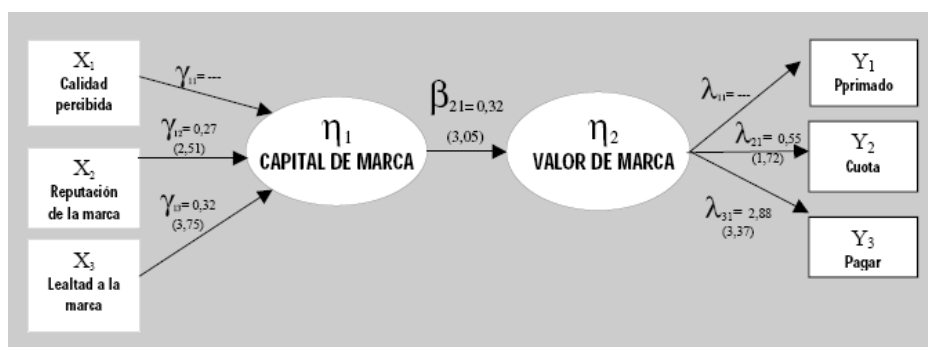 X₁
Calidad
percibida
γ₁₁= ---
X₂
Reputación
de la marca
γ₁₂= 0,27
(2,51)
X₃
Lealtad a la
marca
γ₁₃= 0,32
(3,75)
η₁
CAPITAL DE MARCA
β₂₁= 0,32
(3,05)
η₂
VALOR DE MARCA
λ₁₁= ---
Y₁
Pprimado
λ₂₁= 0,55
(1,72)
Y₂
Cuota
λ₃₁= 2,88
(3,37)
Y₃
Pagar